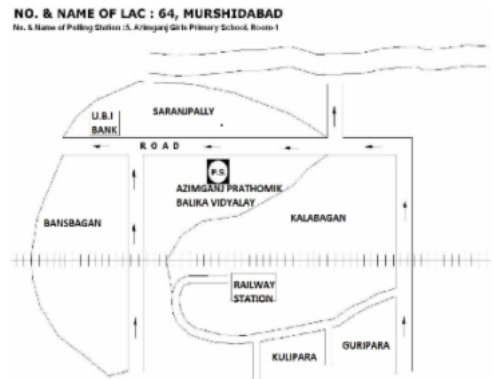 NO. & NAME OF LAC : 64, MURSHIDABAD
No. & Name of Polling Station :5. Azimganj Girls Primary School, Room-1
SARANJPALLY
U.B.I
BANK
ROAD
P.S.
AZIMGANJ PRATHOMIK
BALIKA VIDYALAY
BANSBAGAN
KALABAGAN
RAILWAY
STATION
KULIPARA
GURIPARA